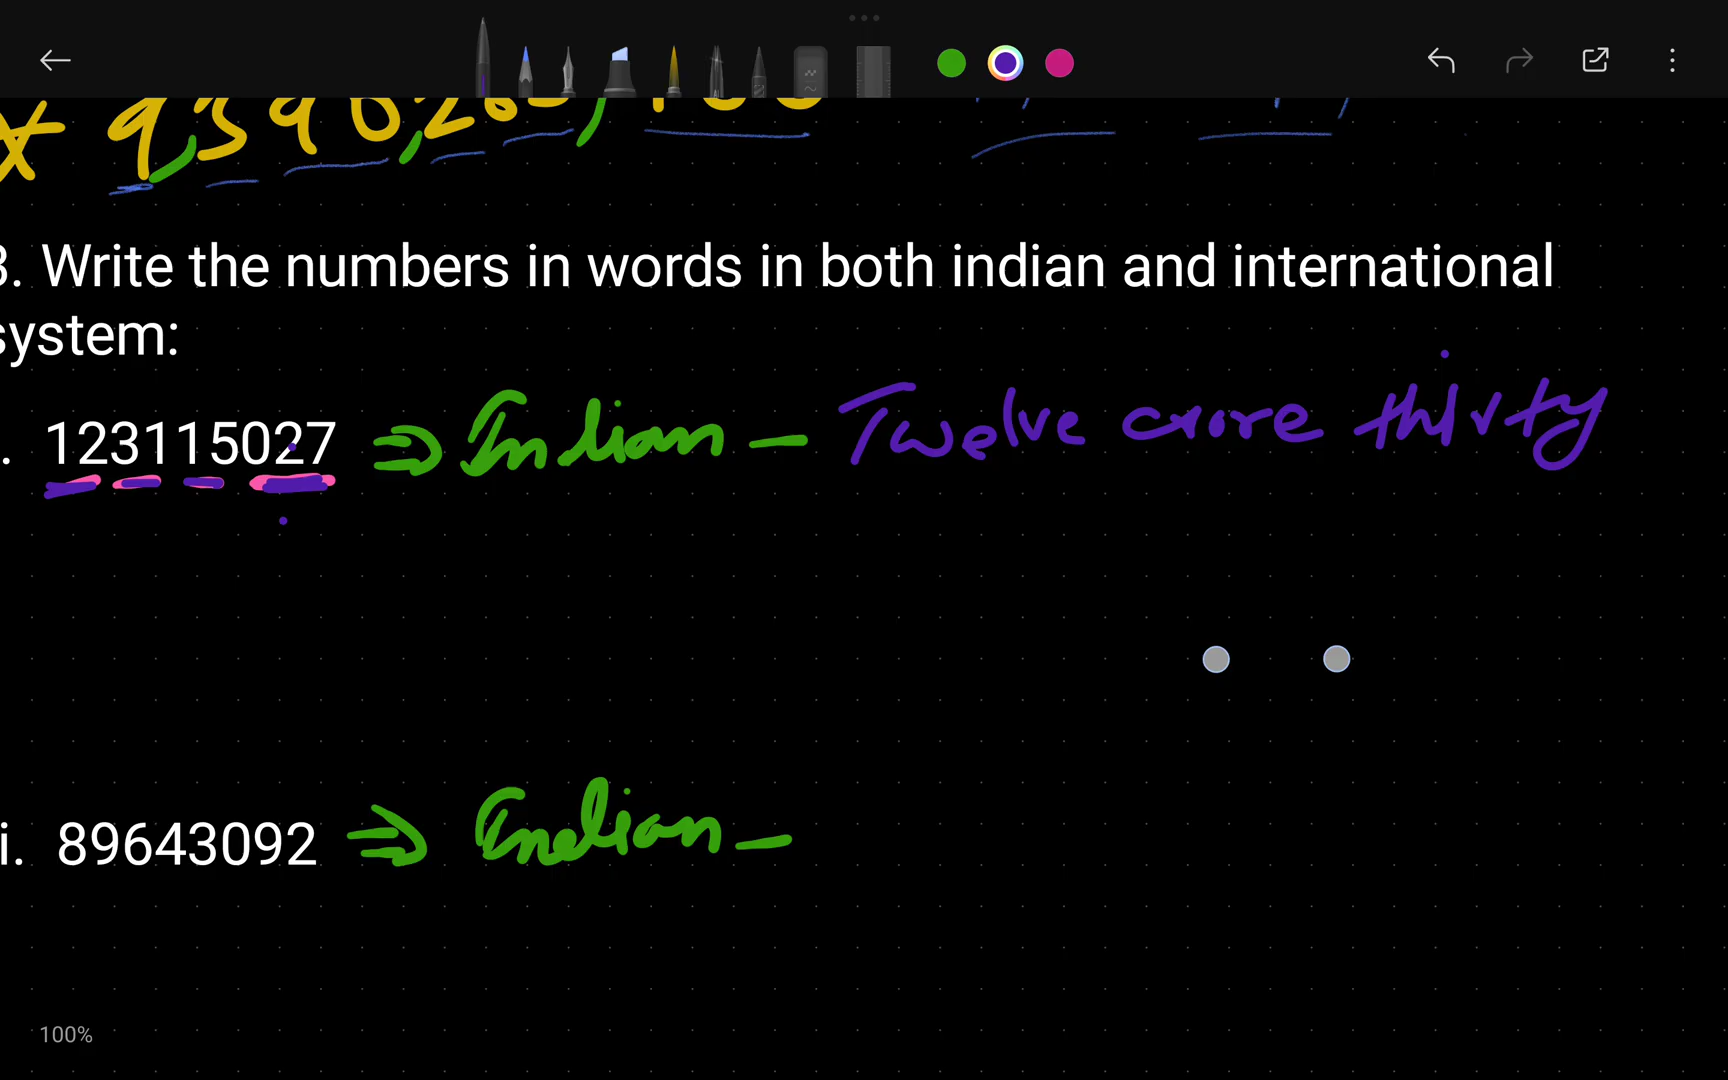 3. Write the numbers in words in both indian and international
system:
. 123115027 ⇒ Indian - Twelve crore thirty
i. 89643092 ⇒ Indian -
100%